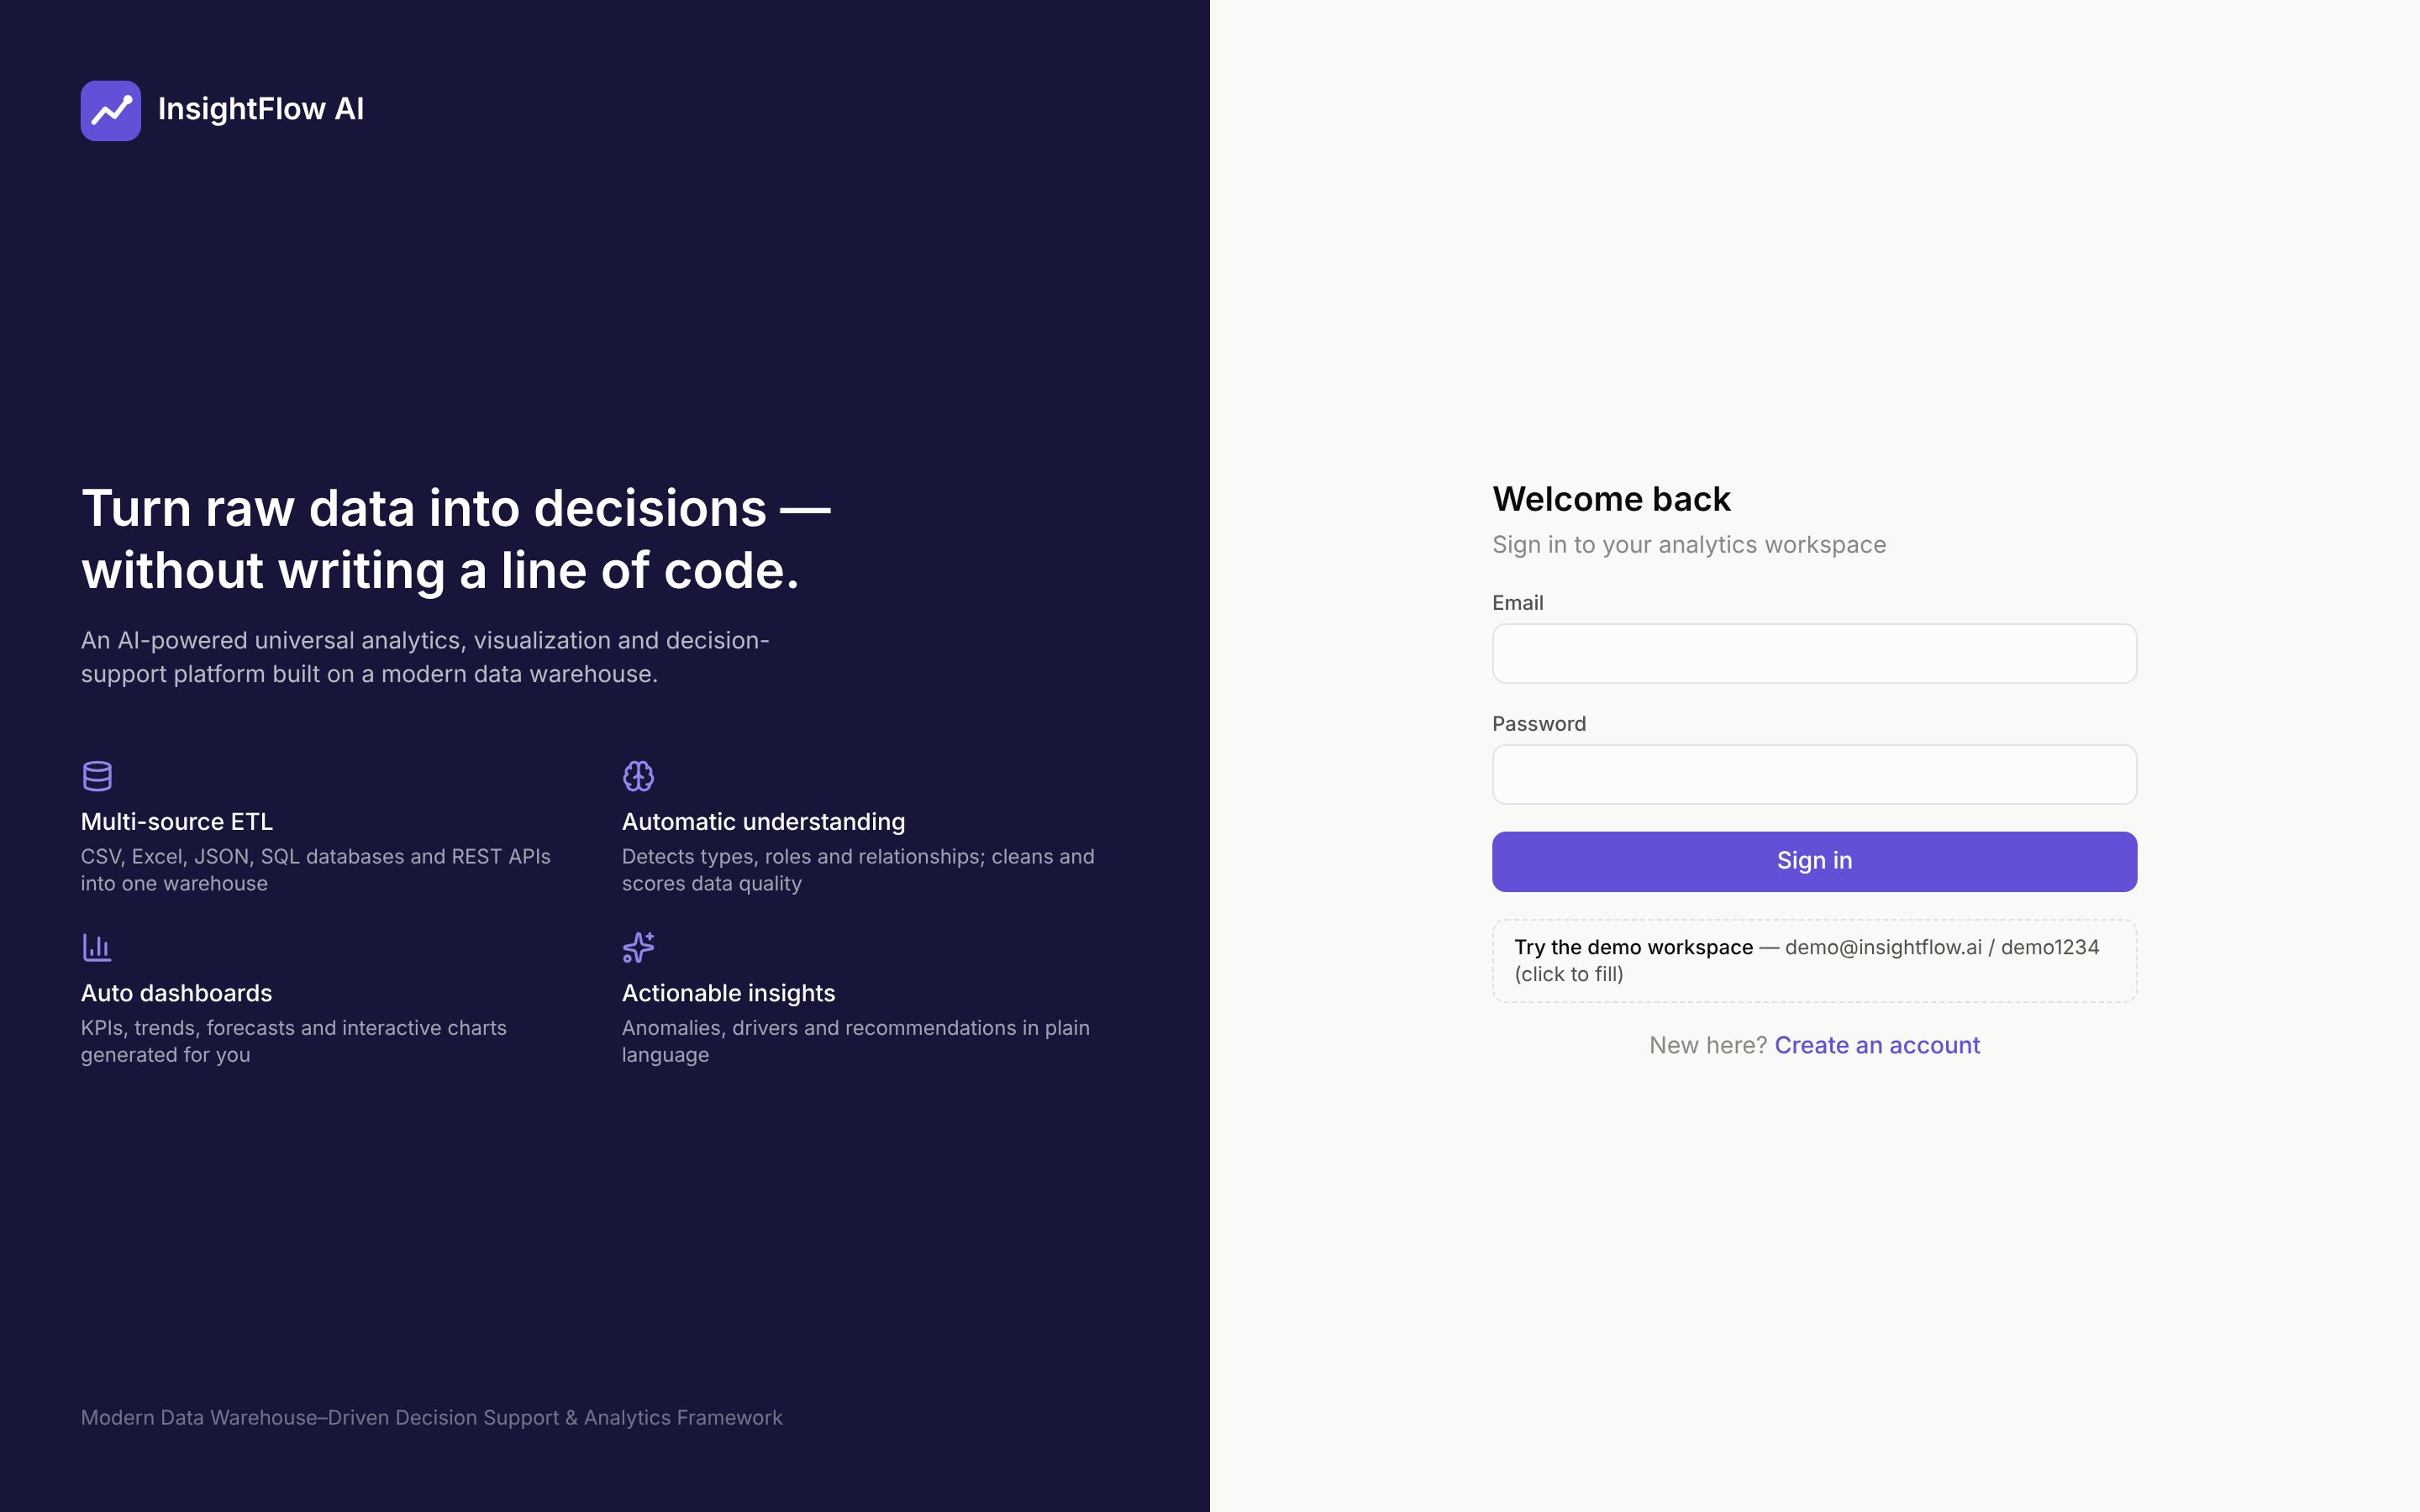 InsightFlow AI
Turn raw data into decisions —
without writing a line of code.
An AI-powered universal analytics, visualization and decision-
support platform built on a modern data warehouse.
Multi-source ETL
CSV, Excel, JSON, SQL databases and REST APIs
into one warehouse
Automatic understanding
Detects types, roles and relationships; cleans and
scores data quality
Auto dashboards
KPIs, trends, forecasts and interactive charts
generated for you
Actionable insights
Anomalies, drivers and recommendations in plain
language
Modern Data Warehouse–Driven Decision Support & Analytics Framework
Welcome back
Sign in to your analytics workspace
Email
Password
Sign in
Try the demo workspace — demo@insightflow.ai / demo1234
(click to fill)
New here? Create an account